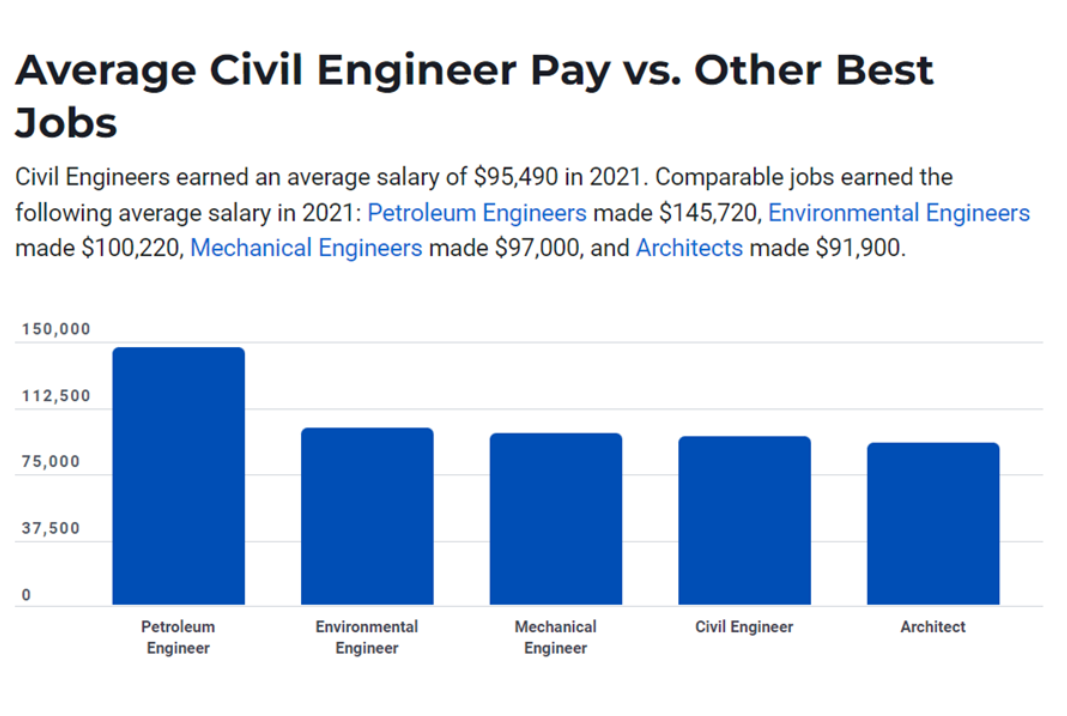 Average Civil Engineer Pay vs. Other Best
Jobs
Civil Engineers earned an average salary of $95,490 in 2021. Comparable jobs earned the
following average salary in 2021: Petroleum Engineers made $145,720, Environmental Engineers
made $100,220, Mechanical Engineers made $97,000, and Architects made $91,900.
150,000
112,500
75,000
37,500
0
Petroleum
Engineer
Environmental
Engineer
Mechanical
Engineer
Civil Engineer
Architect